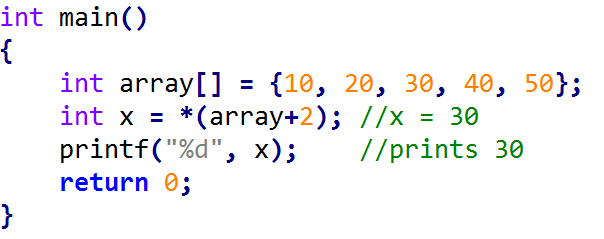 int main()
{
    int array[] = {10, 20, 30, 40, 50};
    int x = *(array+2); //x = 30
    printf("%d", x);    //prints 30
    return 0;
}